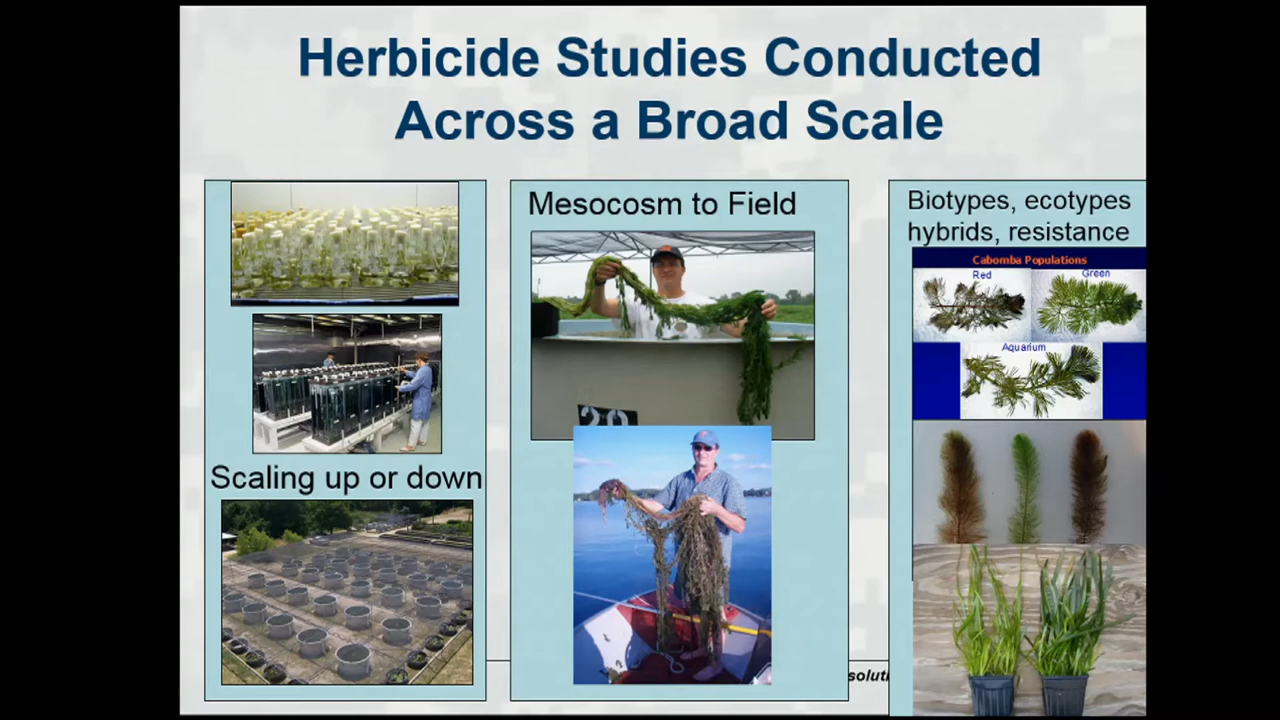 Herbicide Studies Conducted
Across a Broad Scale
Scaling up or down
Mesocosm to Field
20
Biotypes, ecotypes
hybrids, resistance
Cabomba Populations
Red
Green
Aquarium